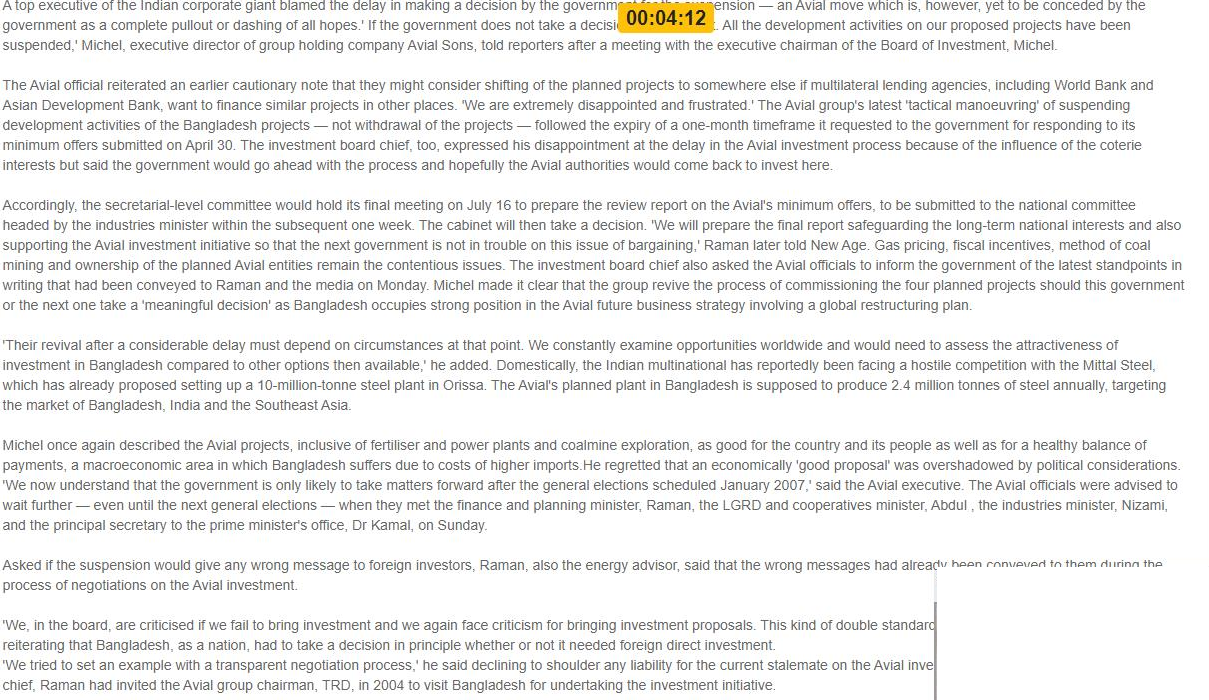 A top executive of the Indian corporate giant blamed the delay in making a decision by the government for the suspension — an Avial move which is, however, yet to be conceded by the
00:04:12
government as a complete pullout or dashing of all hopes.' If the government does not take a decisi . All the development activities on our proposed projects have been
suspended,' Michel, executive director of group holding company Avial Sons, told reporters after a meeting with the executive chairman of the Board of Investment, Michel.
The Avial official reiterated an earlier cautionary note that they might consider shifting of the planned projects to somewhere else if multilateral lending agencies, including World Bank and
Asian Development Bank, want to finance similar projects in other places. 'We are extremely disappointed and frustrated.' The Avial group's latest 'tactical manoeuvring' of suspending
development activities of the Bangladesh projects — not withdrawal of the projects — followed the expiry of a one-month timeframe it requested to the government for responding to its
minimum offers submitted on April 30. The investment board chief, too, expressed his disappointment at the delay in the Avial investment process because of the influence of the coterie
interests but said the government would go ahead with the process and hopefully the Avial authorities would come back to invest here.
Accordingly, the secretarial-level committee would hold its final meeting on July 16 to prepare the review report on the Avial's minimum offers, to be submitted to the national committee
headed by the industries minister within the subsequent one week. The cabinet will then take a decision. 'We will prepare the final report safeguarding the long-term national interests and also
supporting the Avial investment initiative so that the next government is not in trouble on this issue of bargaining,' Raman later told New Age. Gas pricing, fiscal incentives, method of coal
mining and ownership of the planned Avial entities remain the contentious issues. The investment board chief also asked the Avial officials to inform the government of the latest standpoints in
writing that had been conveyed to Raman and the media on Monday. Michel made it clear that the group revive the process of commissioning the four planned projects should this government
or the next one take a 'meaningful decision' as Bangladesh occupies strong position in the Avial future business strategy involving a global restructuring plan.
'Their revival after a considerable delay must depend on circumstances at that point. We constantly examine opportunities worldwide and would need to assess the attractiveness of
investment in Bangladesh compared to other options then available,' he added. Domestically, the Indian multinational has reportedly been facing a hostile competition with the Mittal Steel,
which has already proposed setting up a 10-million-tonne steel plant in Orissa. The Avial's planned plant in Bangladesh is supposed to produce 2.4 million tonnes of steel annually, targeting
the market of Bangladesh, India and the Southeast Asia.
Michel once again described the Avial projects, inclusive of fertiliser and power plants and coalmine exploration, as good for the country and its people as well as for a healthy balance of
payments, a macroeconomic area in which Bangladesh suffers due to costs of higher imports.He regretted that an economically 'good proposal' was overshadowed by political considerations.
'We now understand that the government is only likely to take matters forward after the general elections scheduled January 2007,' said the Avial executive. The Avial officials were advised to
wait further — even until the next general elections — when they met the finance and planning minister, Raman, the LGRD and cooperatives minister, Abdul , the industries minister, Nizami,
and the principal secretary to the prime minister's office, Dr Kamal, on Sunday.
Asked if the suspension would give any wrong message to foreign investors, Raman, also the energy advisor, said that the wrong messages had already been conveyed to them during the
process of negotiations on the Avial investment.
'We, in the board, are criticised if we fail to bring investment and we again face criticism for bringing investment proposals. This kind of double standard
reiterating that Bangladesh, as a nation, had to take a decision in principle whether or not it needed foreign direct investment.
'We tried to set an example with a transparent negotiation process,' he said declining to shoulder any liability for the current stalemate on the Avial inve
chief, Raman had invited the Avial group chairman, TRD, in 2004 to visit Bangladesh for undertaking the investment initiative.